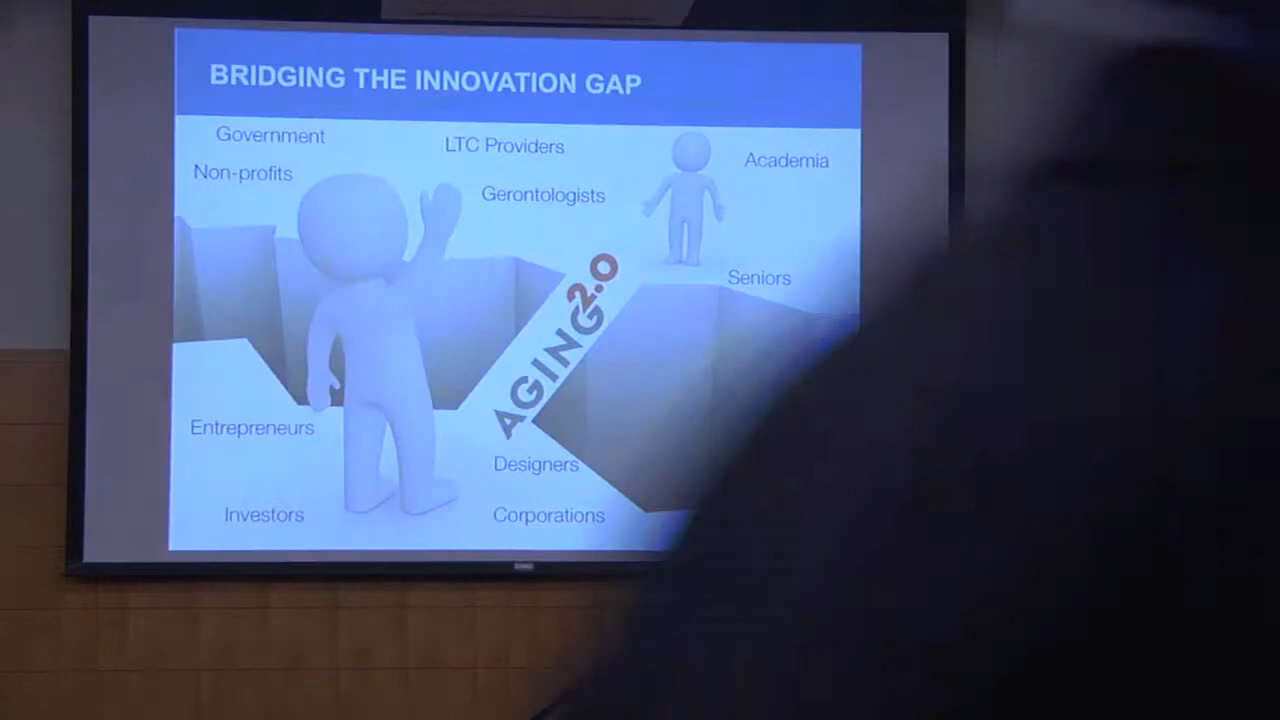 BRIDGING THE INNOVATION GAP
Government
LTC Providers
Academia
Non-profits
Gerontologists
Seniors
AGING2.0
Entrepreneurs
Designers
Investors
Corporations